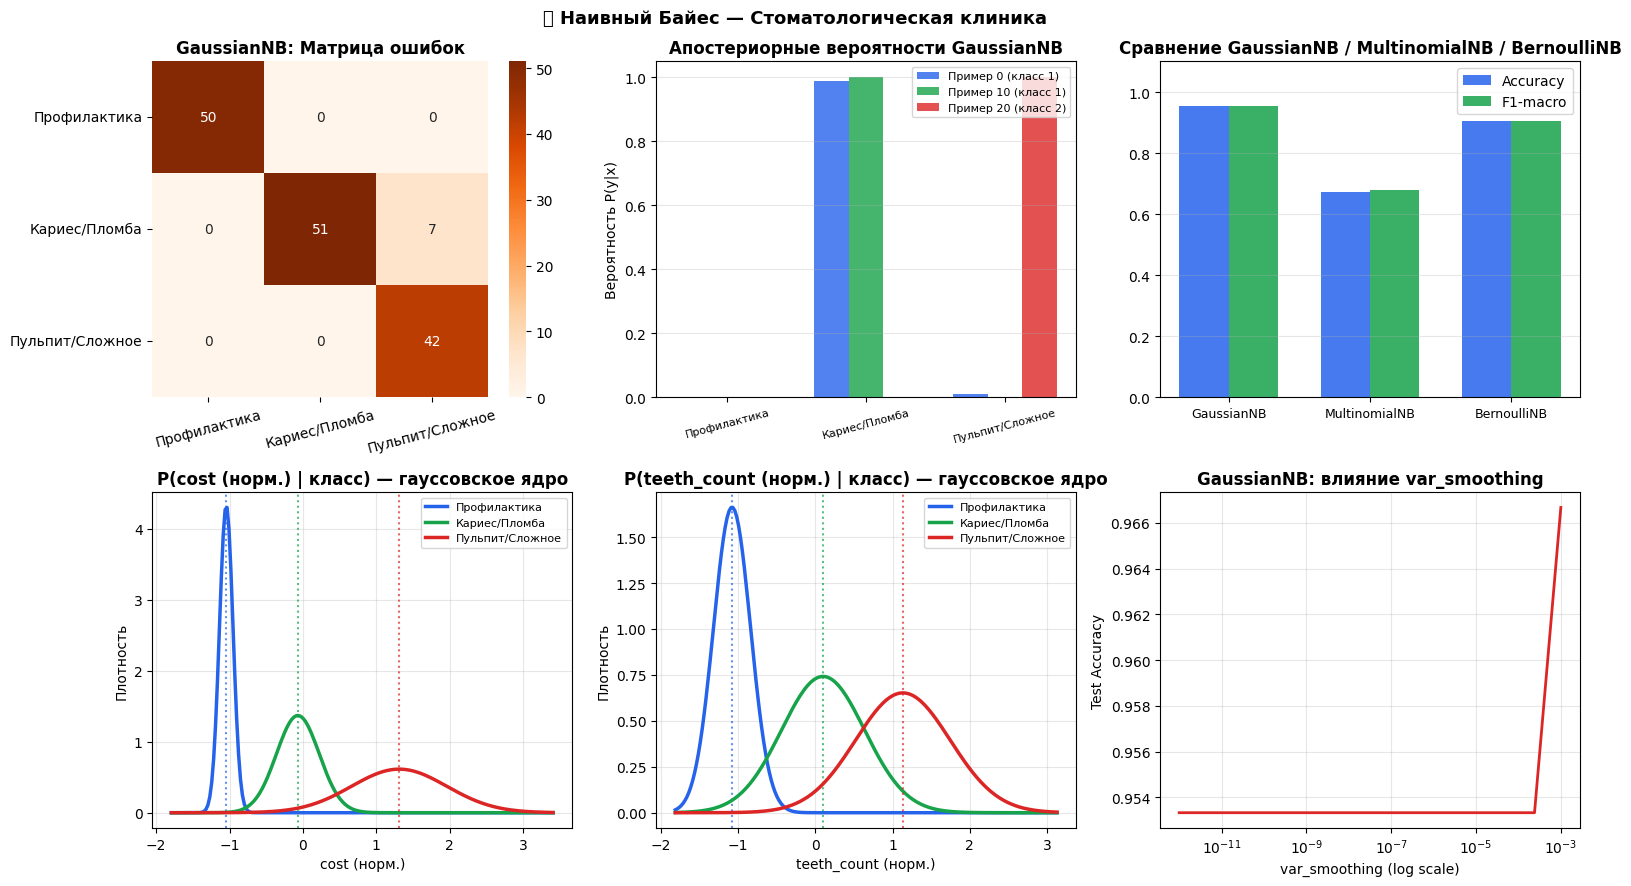 Наивный Байес — Стоматологическая клиника
GaussianNB: Матрица ошибок
Профилактика
Кариес/Пломба
Пульпит/Сложное
50 0 0
0 51 7
0 0 42
Профилактика Кариес/Пломба Пульпит/Сложное
50
40
30
20
10
0
Апостериорные вероятности GaussianNB
Вероятность P(y|x)
1.0
0.8
0.6
0.4
0.2
0.0
Пример 0 (класс 1)
Пример 10 (класс 1)
Пример 20 (класс 2)
Профилактика Кариес/Пломба Пульпит/Сложное
Сравнение GaussianNB / MultinomialNB / BernoulliNB
1.0
0.8
0.6
0.4
0.2
0.0
Accuracy
F1-macro
GaussianNB MultinomialNB BernoulliNB
P(cost (норм.) | класс) — гауссовское ядро
Плотность
4
3
2
1
0
Профилактика
Кариес/Пломба
Пульпит/Сложное
−2 −1 0 1 2 3
cost (норм.)
P(teeth_count (норм.) | класс) — гауссовское ядро
Плотность
1.50
1.25
1.00
0.75
0.50
0.25
0.00
Профилактика
Кариес/Пломба
Пульпит/Сложное
−2 −1 0 1 2 3
teeth_count (норм.)
GaussianNB: влияние var_smoothing
Test Accuracy
0.966
0.964
0.962
0.960
0.958
0.956
0.954
10⁻¹¹ 10⁻⁹ 10⁻⁷ 10⁻⁵ 10⁻³
var_smoothing (log scale)